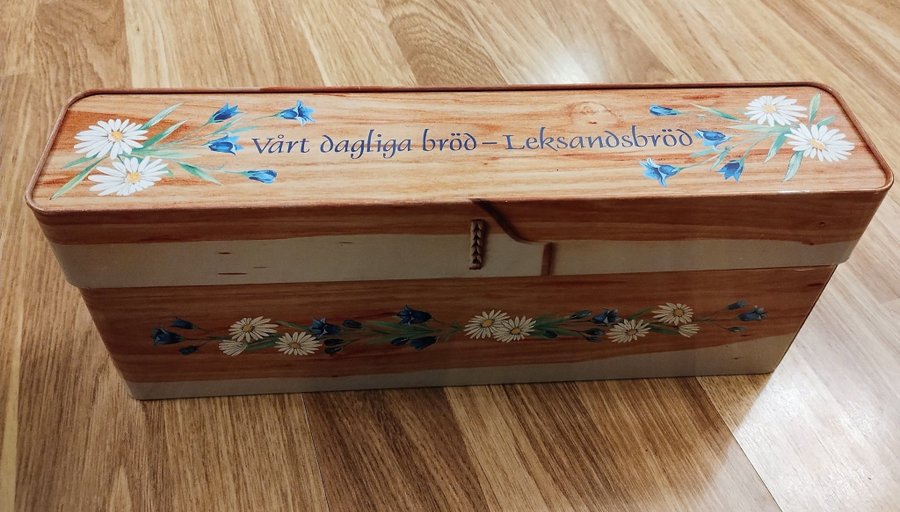 Vårt dagliga bröd – Leksandsbröd